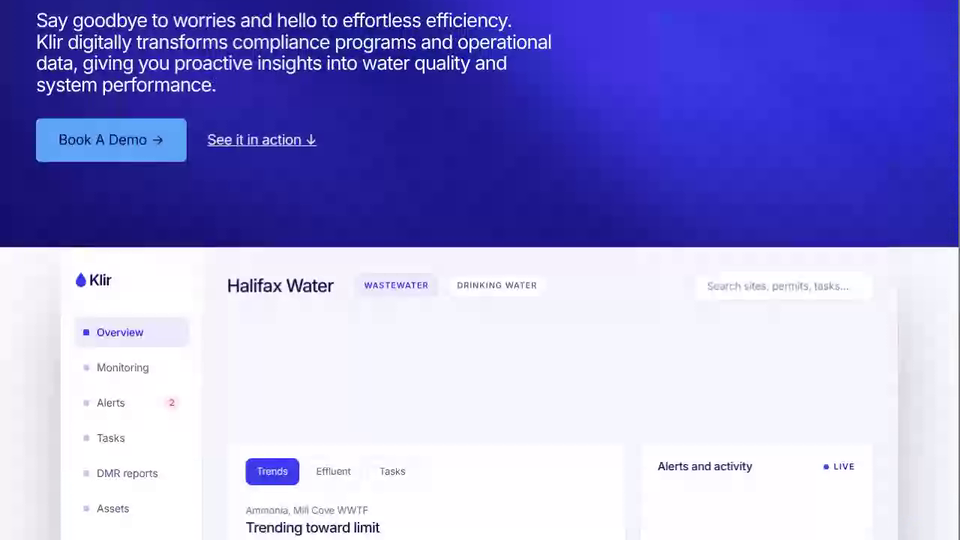 Say goodbye to worries and hello to effortless efficiency.
Klir digitally transforms compliance programs and operational
data, giving you proactive insights into water quality and
system performance.
Book A Demo →
See it in action ↓
Klir
Halifax Water
WASTEWATER
DRINKING WATER
Search sites, permits, tasks...
Overview
Monitoring
Alerts 2
Tasks
DMR reports
Assets
Trends
Effluent
Tasks
Ammonia, Mill Cove WWTF
Trending toward limit
Alerts and activity
LIVE